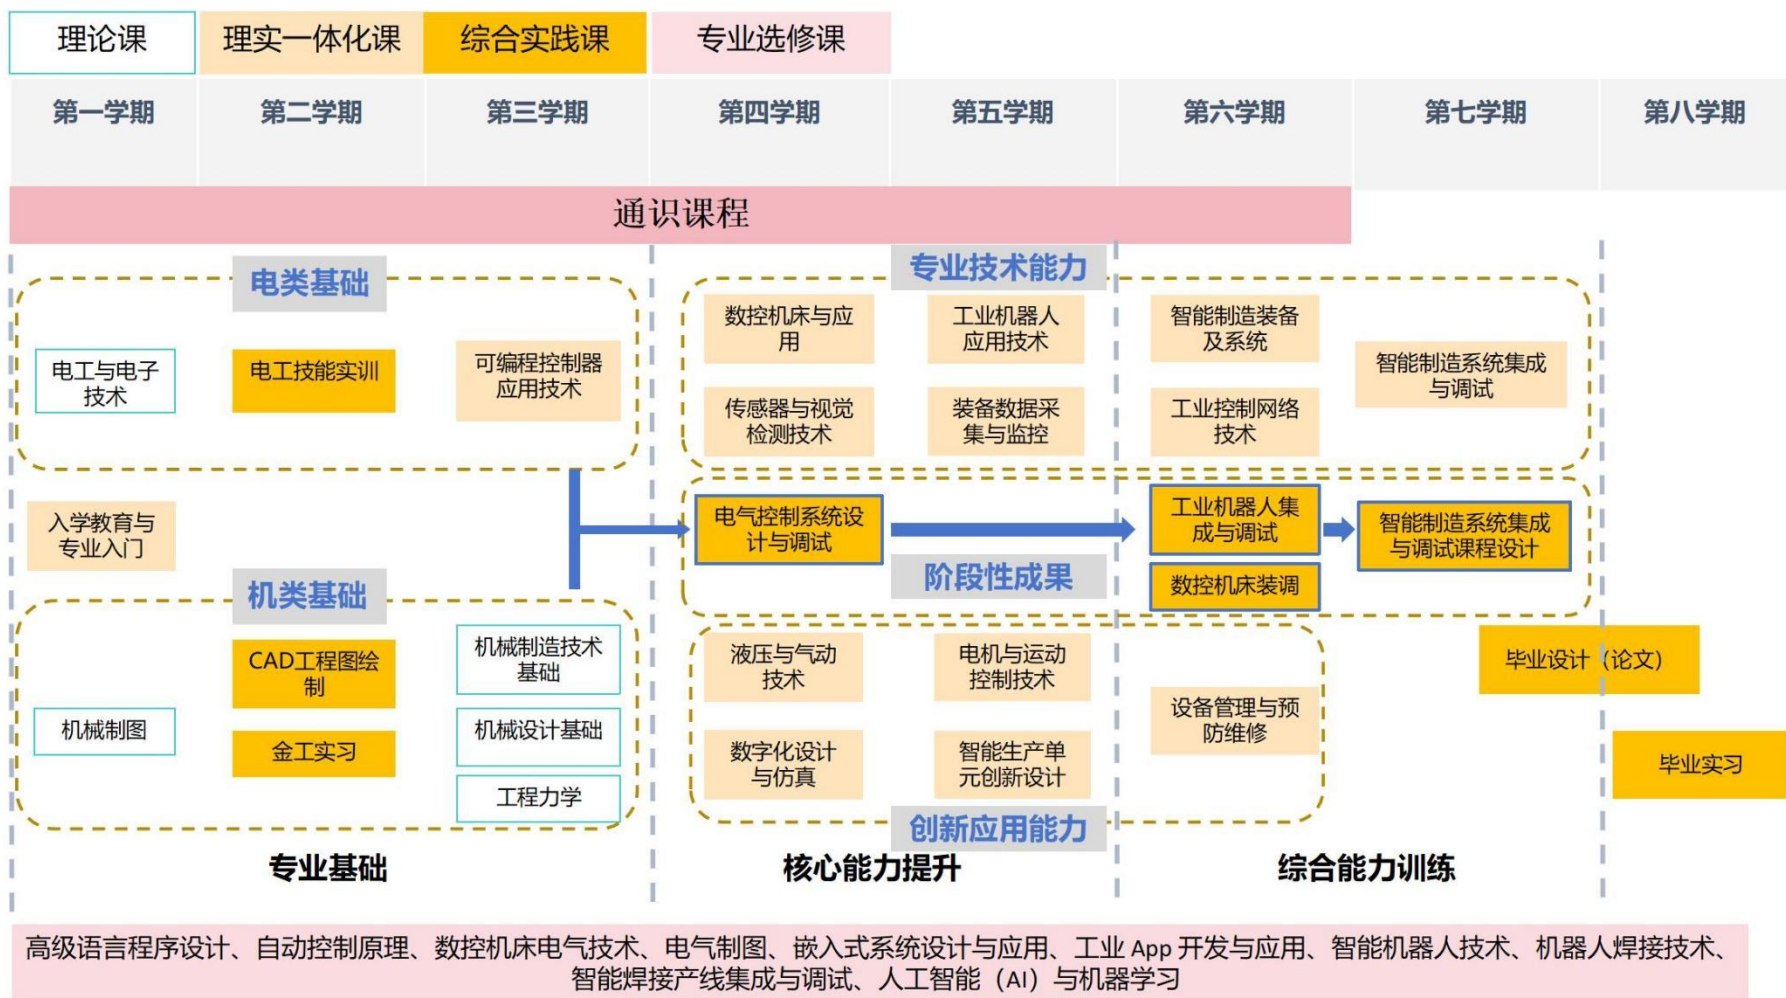 理论课
理实一体化课
综合实践课
专业选修课
第一学期
第二学期
第三学期
第四学期
第五学期
第六学期
第七学期
第八学期
通识课程
电类基础
专业技术能力
电工与电子
技术
电工技能实训
可编程控制器
应用技术
数控机床与应
用
工业机器人
应用技术
智能制造装备
及系统
智能制造系统集成
与调试
传感器与视觉
检测技术
装备数据采
集与监控
工业控制网络
技术
入学教育与
专业入门
电气控制系统设
计与调试
工业机器人集
成与调试
智能制造系统集成
与调试课程设计
阶段性成果
数控机床装调
机类基础
机械制图
CAD工程图绘
制
金工实习
机械制造技术
基础
机械设计基础
工程力学
液压与气动
技术
电机与运动
控制技术
设备管理与预
防维修
数字化设计
与仿真
智能生产单
元创新设计
创新应用能力
毕业设计（论文）
毕业实习
专业基础
核心能力提升
综合能力训练
高级语言程序设计、自动控制原理、数控机床电气技术、电气制图、嵌入式系统设计与应用、工业 App 开发与应用、智能机器人技术、机器人焊接技术、
智能焊接产线集成与调试、人工智能（AI）与机器学习